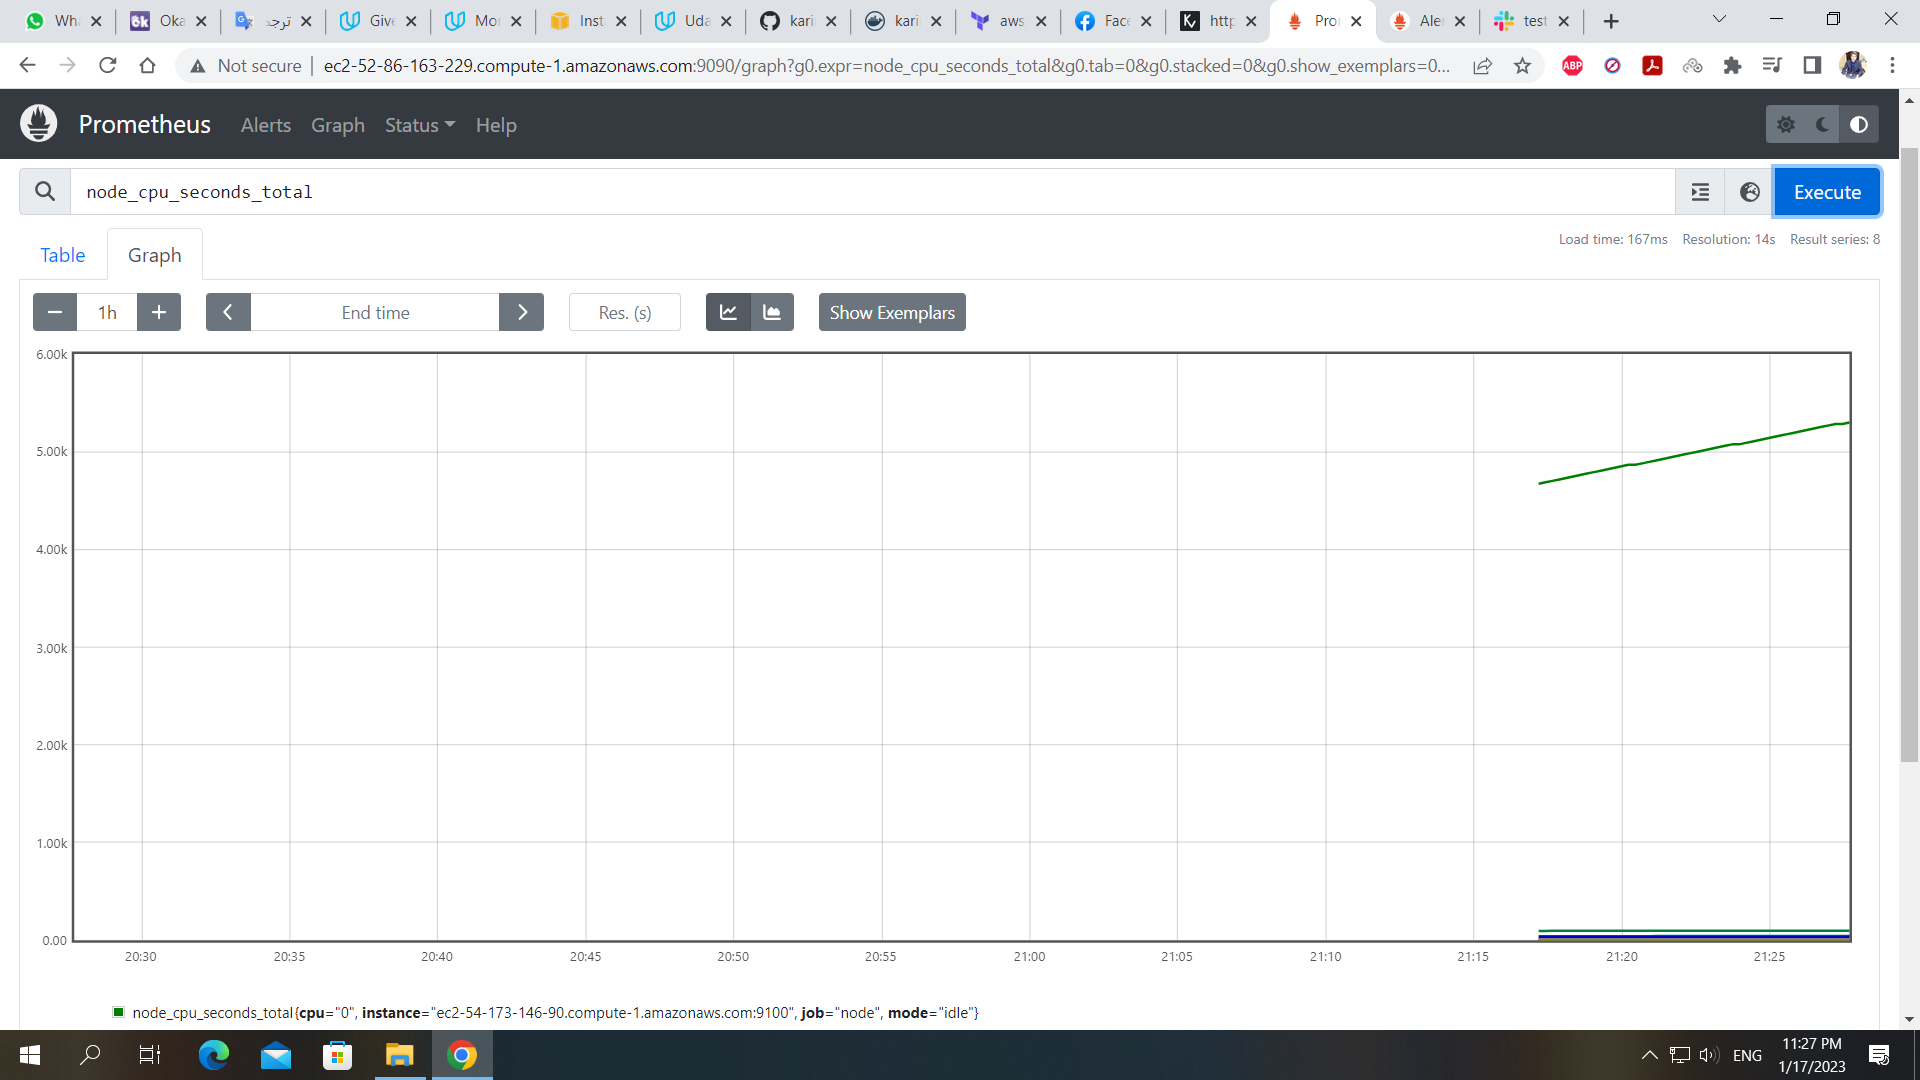 Wha
Oka
ترجمة
Give
Mor
Inst
Uda
kari
kari
aws
Face
http
Pro
Aler
test
Not secure
ec2-52-86-163-229.compute-1.amazonaws.com:9090/graph?g0.expr=node_cpu_seconds_total&g0.tab=0&g0.stacked=0&g0.show_exemplars=0...
ABP
Prometheus Alerts Graph Status Help
node_cpu_seconds_total
Execute
Load time: 167ms Resolution: 14s Result series: 8
Table Graph
1h
End time
Res. (s)
Show Exemplars
6.00k
5.00k
4.00k
3.00k
2.00k
1.00k
0.00
20:30 20:35 20:40 20:45 20:50 20:55 21:00 21:05 21:10 21:15 21:20 21:25
node_cpu_seconds_total{cpu="0", instance="ec2-54-173-146-90.compute-1.amazonaws.com:9100", job="node", mode="idle"}
ENG
11:27 PM
1/17/2023